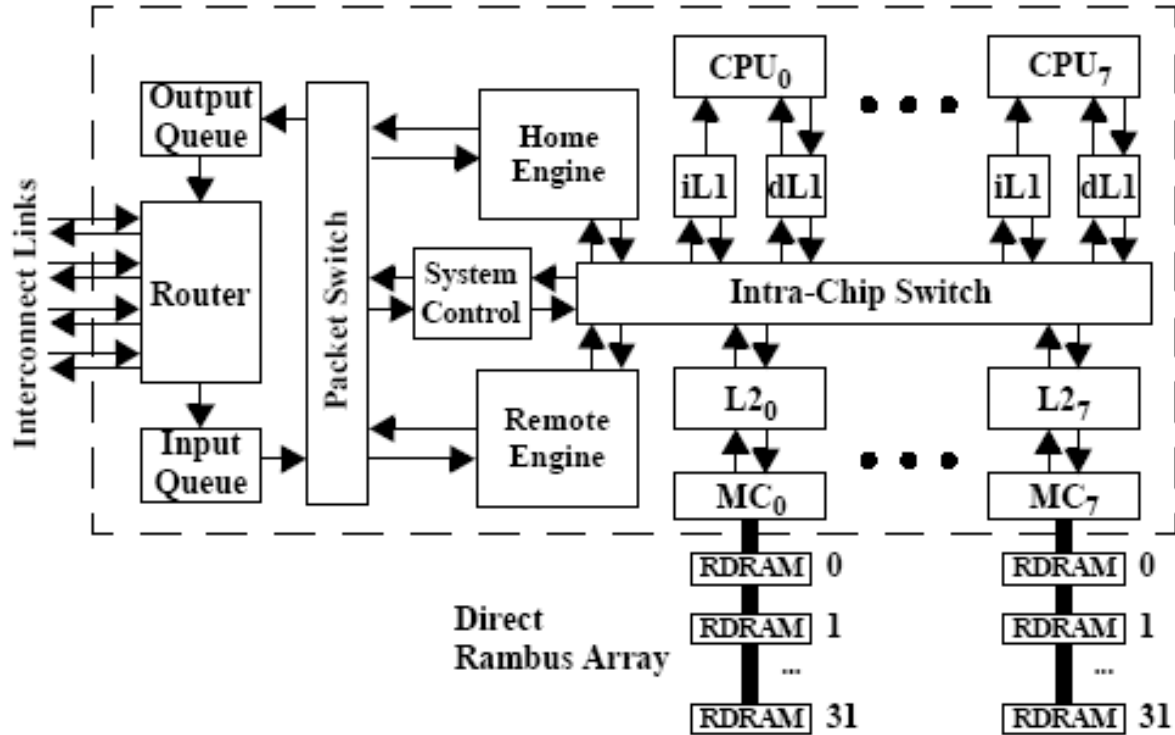 Output
Queue
Interconnect Links
Router
Input
Queue
Packet Switch
Home
Engine
System
Control
Remote
Engine
CPU0
CPU7
iL1
dL1
iL1
dL1
Intra-Chip Switch
L20
L27
MC0
MC7
RDRAM 0
RDRAM 0
Direct
Rambus Array
RDRAM 1
RDRAM 1
...
...
RDRAM 31
RDRAM 31